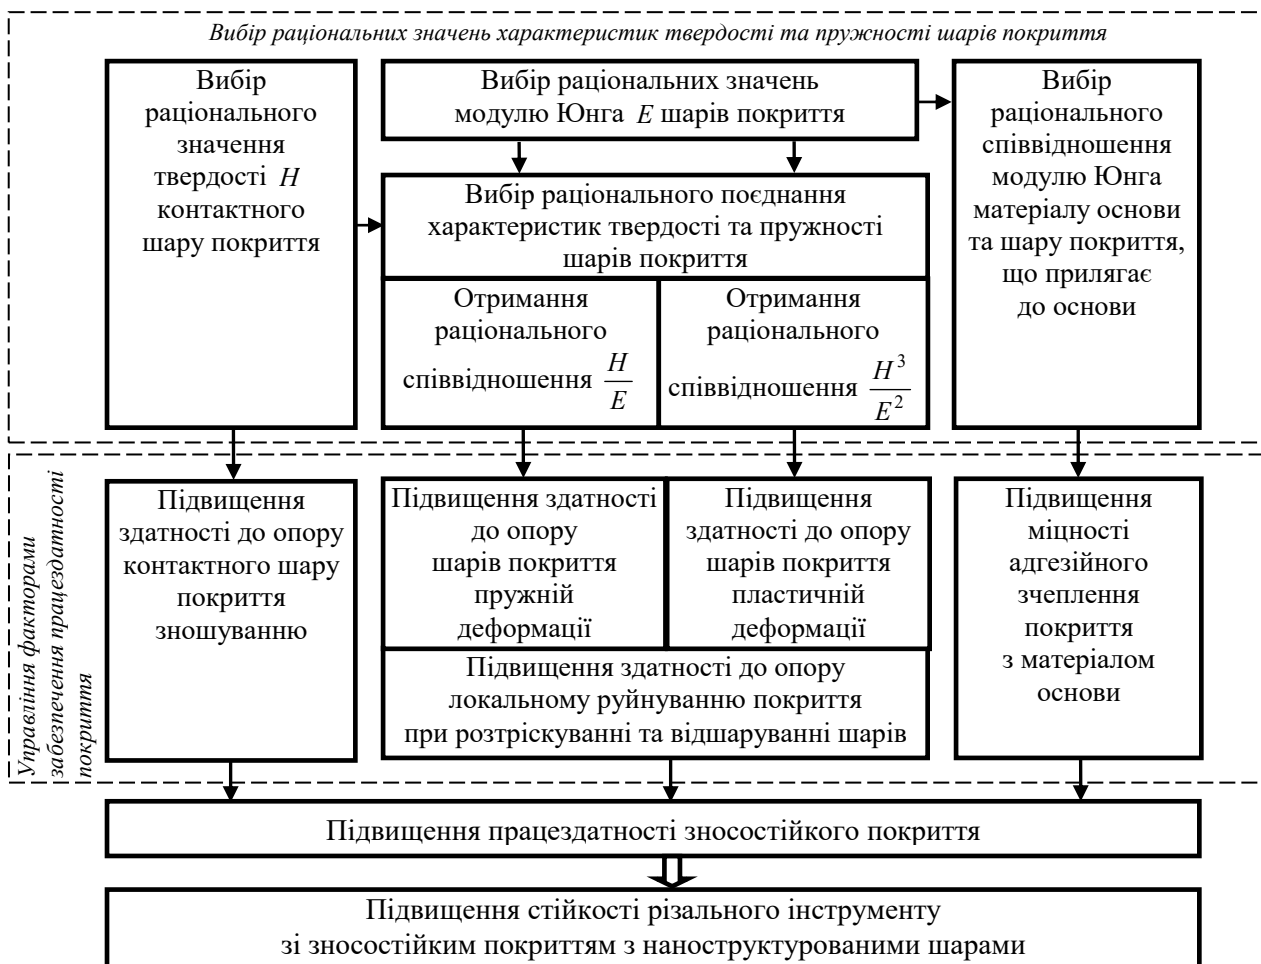 Вибір раціональних значень характеристик твердості та пружності шарів покриття
Вибір
раціонального
значення
твердості H
контактного
шару покриття
Вибір раціональних значень
модулю Юнга E шарів покриття
Вибір раціонального поєднання
характеристик твердості та пружності
шарів покриття
Отримання
раціонального
співвідношення H/E
Отримання
раціонального
співвідношення H^3/E^2
Вибір
раціонального
співвідношення
модулю Юнга
матеріалу основи
та шару покриття,
що прилягає
до основи
Управління факторами
забезпечення працездатності
покриття
Підвищення
здатності до опору
контактного шару
покриття
зношуванню
Підвищення здатності
до опору
шарів покриття
пружній
деформації
Підвищення
здатності до опору
шарів покриття
пластичній
деформації
Підвищення здатності до опору
локальному руйнуванню покриття
при розтріскуванні та відшаруванні шарів
Підвищення
міцності
адгезійного
зчеплення
покриття
з матеріалом
основи
Підвищення працездатності зносостійкого покриття
Підвищення стійкості різального інструменту
зі зносостійким покриттям з наноструктурованими шарами